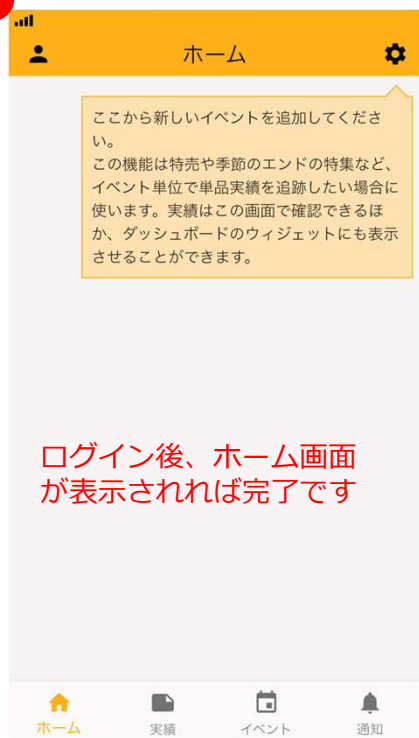 ホーム
ここから新しいイベントを追加してくださ
い。
この機能は特売や季節のエンドの特集など、
イベント単位で単品実績を追跡したい場合に
使います。実績はこの画面で確認できるほ
か、ダッシュボードのウィジェットにも表示
させることができます。
ログイン後、ホーム画面
が表示されれば完了です
ホーム
実績
イベント
通知